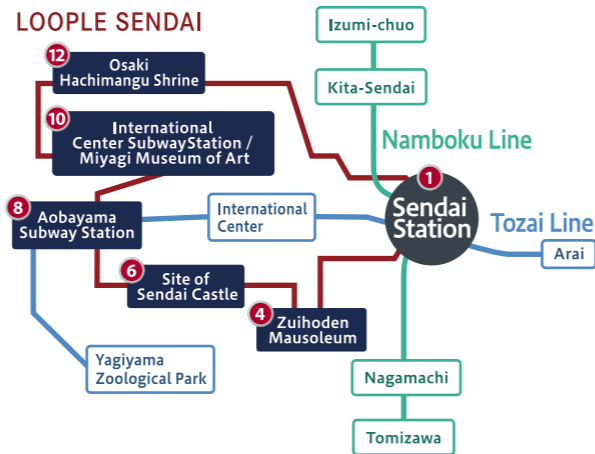 LOOPLE SENDAI
Izumi-chuo
12
Osaki
Hachimangu Shrine
Kita-Sendai
10
International
Center SubwayStation /
Miyagi Museum of Art
Namboku Line
1
Sendai
Station
8
Aobayama
Subway Station
International
Center
Tozai Line
Arai
6
Site of
Sendai Castle
4
Zuihoden
Mausoleum
Yagiyama
Zoological Park
Nagamachi
Tomizawa